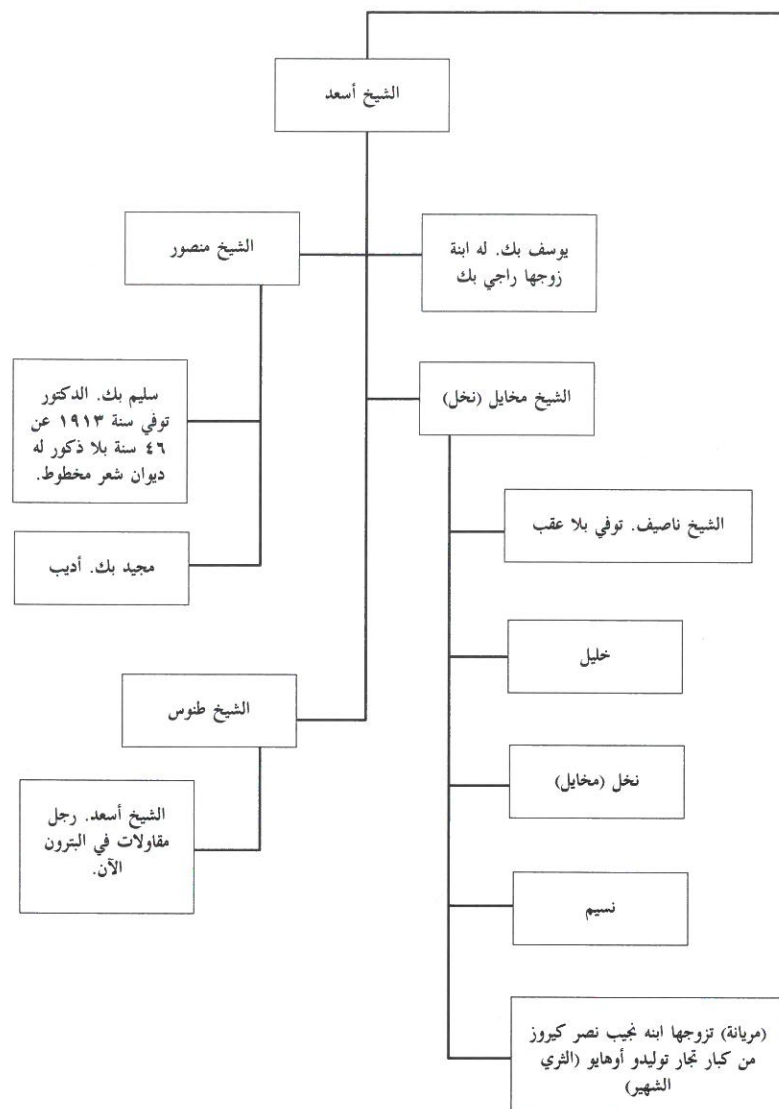 الشيخ أسعد
يوسف بك. له ابنة
زوجها راجي بك
الشيخ منصور
سليم بك. الدكتور
توفي سنة ١٩١٣ عن
٤٦ سنة بلا ذكور له
ديوان شعر مخطوط.
مجيد بك. أديب
الشيخ مخايل (نخل)
الشيخ ناصيف. توفي بلا عقب
خليل
نخل (مخايل)
نسيم
(مريانة) تزوجها ابنه نجيب نصر كيروز
من كبار تجار توليدو أوهايو (الثري
الشهير)
الشيخ طنوس
الشيخ أسعد. رجل
مقاولات في البترون
الآن.